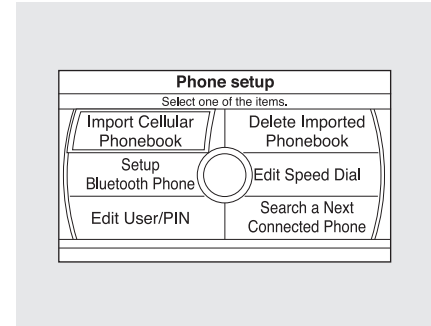 Phone setup
Select one of the items.
Import Cellular
Phonebook
Delete Imported
Phonebook
Setup
Bluetooth Phone
Edit Speed Dial
Edit User/PIN
Search a Next
Connected Phone